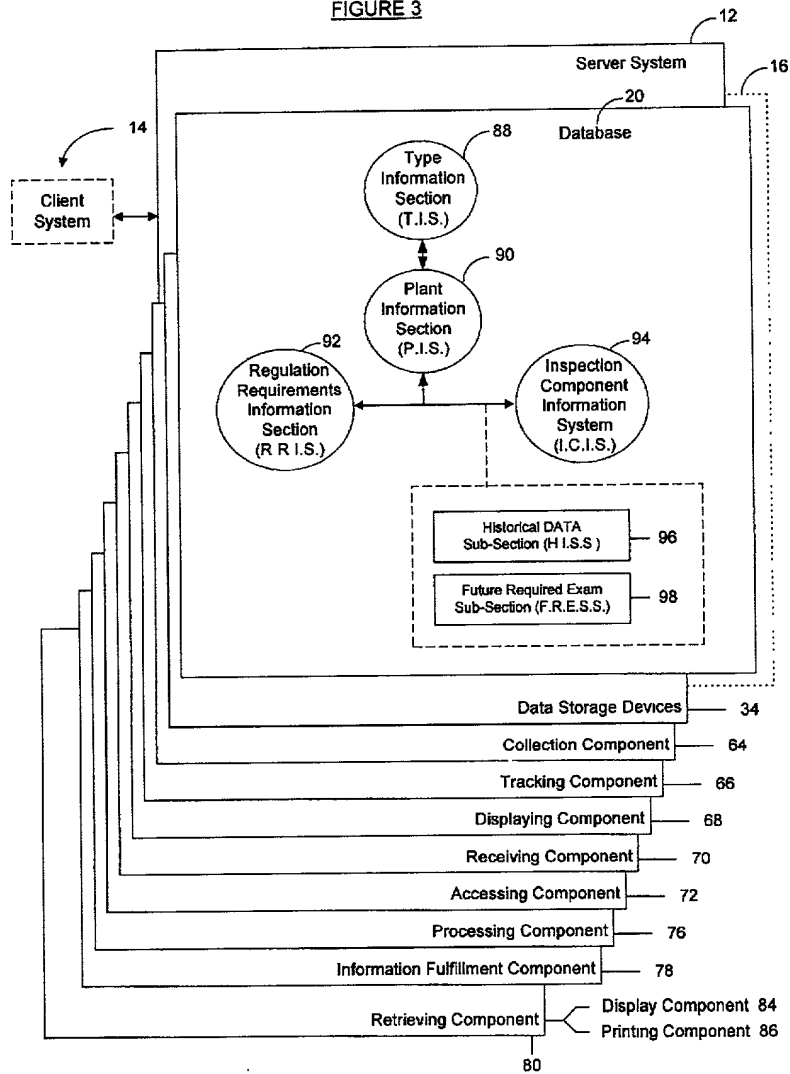 FIGURE 3
12
Server System
16
20
Database
14
Client
System
88
Type
Information
Section
(T.I.S.)
90
Plant
Information
Section
(P.I.S.)
92
Regulation
Requirements
Information
Section
(R R I.S.)
94
Inspection
Component
Information
System
(I.C.I.S.)
Historical DATA
Sub-Section (H I.S.S )
96
Future Required Exam
Sub-Section (F.R.E.S.S.)
98
Data Storage Devices
34
Collection Component
64
Tracking Component
66
Displaying Component
68
Receiving Component
70
Accessing Component
72
Processing Component
76
Information Fulfillment Component
78
Retrieving Component
Display Component 84
Printing Component 86
80